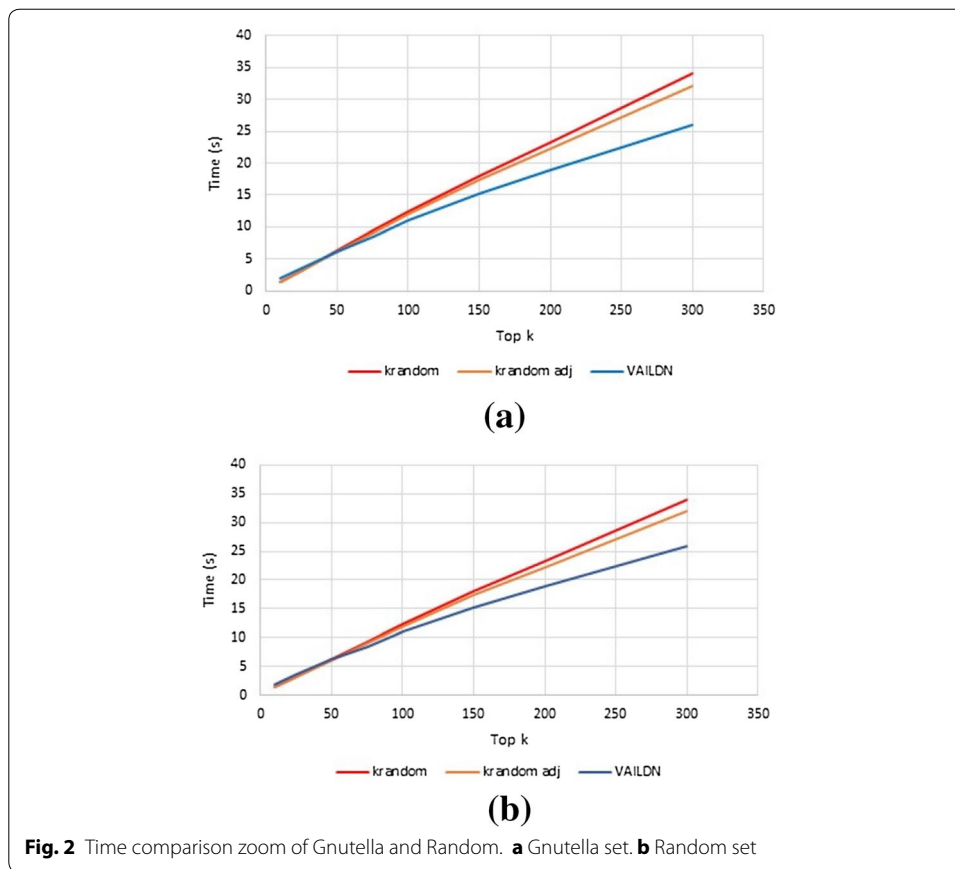 40
35
30
25
20
15
10
5
0
Time (s)
0 50 100 150 200 250 300 350
Top k
krandom krandom adj VAILDN
(a)
40
35
30
25
20
15
10
5
0
Time (s)
0 50 100 150 200 250 300 350
Top k
krandom krandom adj VAILDN
(b)
Fig. 2 Time comparison zoom of Gnutella and Random. a Gnutella set. b Random set